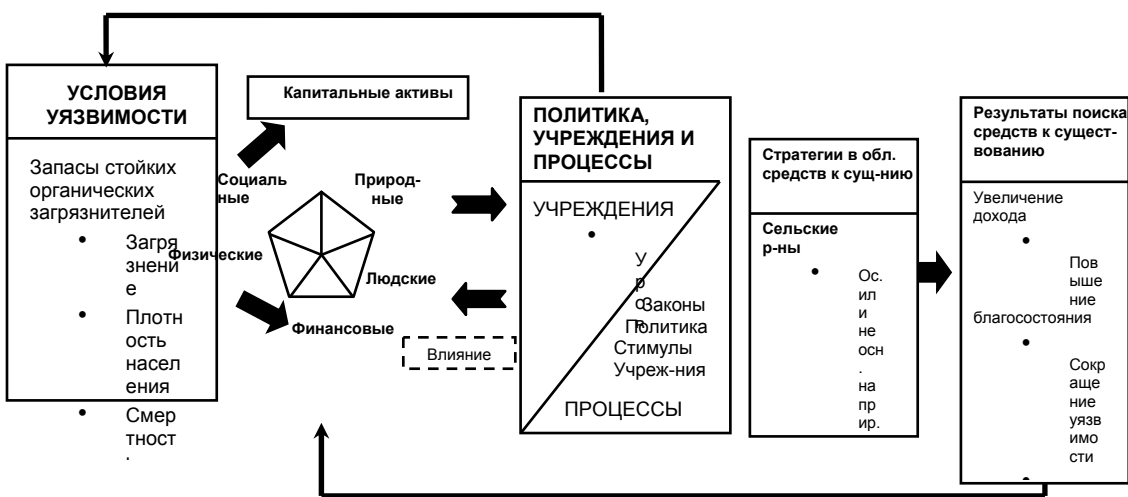 УСЛОВИЯ
УЯЗВИМОСТИ
Запасы стойких
органических
загрязнителей
• Загря
знени
е
• Плотн
ость
насел
ения
• Смер
тност
Капитальные активы
Социаль
ные
Природ-
ные
Физические
Людские
Финансовые
Влияние
ПОЛИТИКА,
УЧРЕЖДЕНИЯ И
ПРОЦЕССЫ
УЧРЕЖДЕНИЯ
•
У
р
о
Законы
Политика
Стимулы
Учреж-ния
ПРОЦЕССЫ
Стратегии в обл.
средств к сущ-нию
Сельские
р-ны
• Ос.
ил
и
не
осн
.
на
пр
ир.
Результаты поиска
средств к сущест-
вованию
Увеличение
дохода
• Пов
ыше
ние
благосостояния
• Сокр
аще
ние
уязв
имо
сти
•